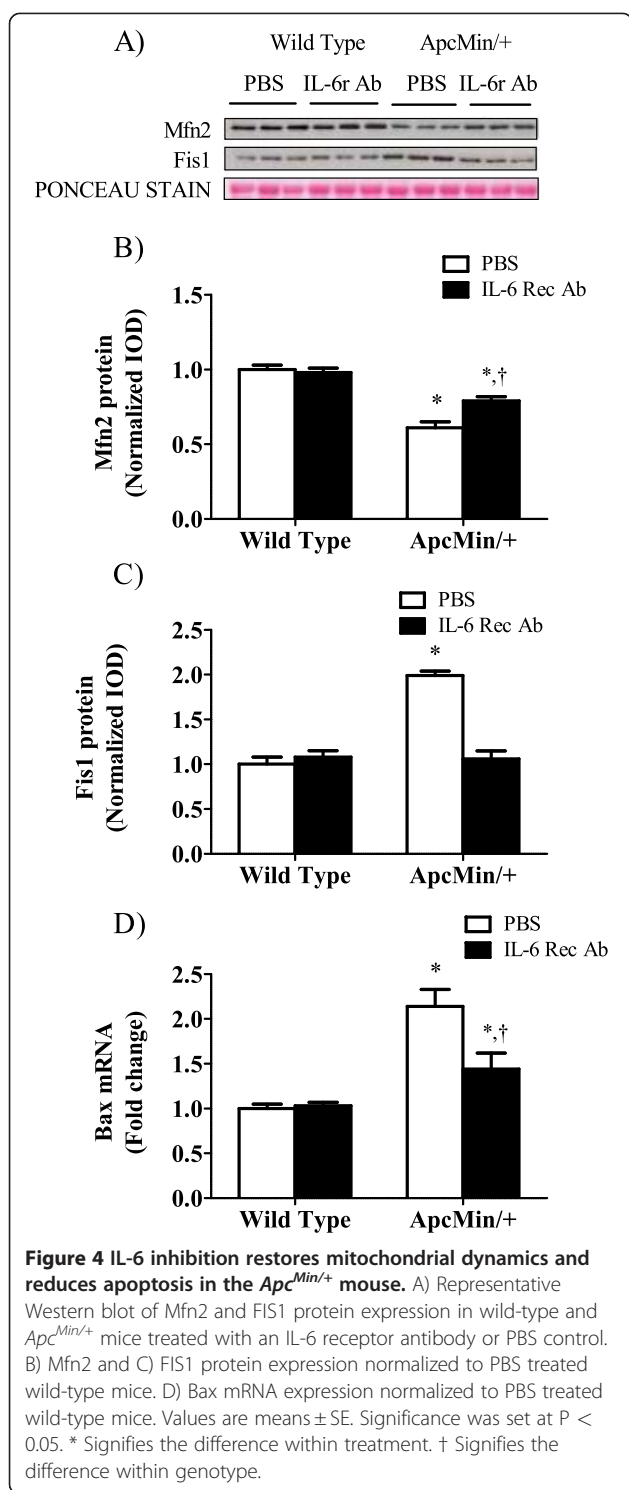 A)
Wild Type ApcMin/+
PBS IL-6r Ab PBS IL-6r Ab
Mfn2
Fis1
PONCEAU STAIN
B)
PBS
IL-6 Rec Ab
Mfn2 protein
(Normalized IOD)
1.5
1.0
0.5
0.0
*
*,†
Wild Type ApcMin/+
C)
PBS
IL-6 Rec Ab
Fis1 protein
(Normalized IOD)
2.5
2.0
1.5
1.0
0.5
0.0
*
Wild Type ApcMin/+
D)
PBS
IL-6 Rec Ab
Bax mRNA
(Fold change)
2.5
2.0
1.5
1.0
0.5
0.0
*
*,†
Wild Type ApcMin/+
Figure 4 IL-6 inhibition restores mitochondrial dynamics and
reduces apoptosis in the Apc^Min/+ mouse. A) Representative
Western blot of Mfn2 and FIS1 protein expression in wild-type and
Apc^Min/+ mice treated with an IL-6 receptor antibody or PBS control.
B) Mfn2 and C) FIS1 protein expression normalized to PBS treated
wild-type mice. D) Bax mRNA expression normalized to PBS treated
wild-type mice. Values are means ± SE. Significance was set at P <
0.05. * Signifies the difference within treatment. † Signifies the
difference within genotype.